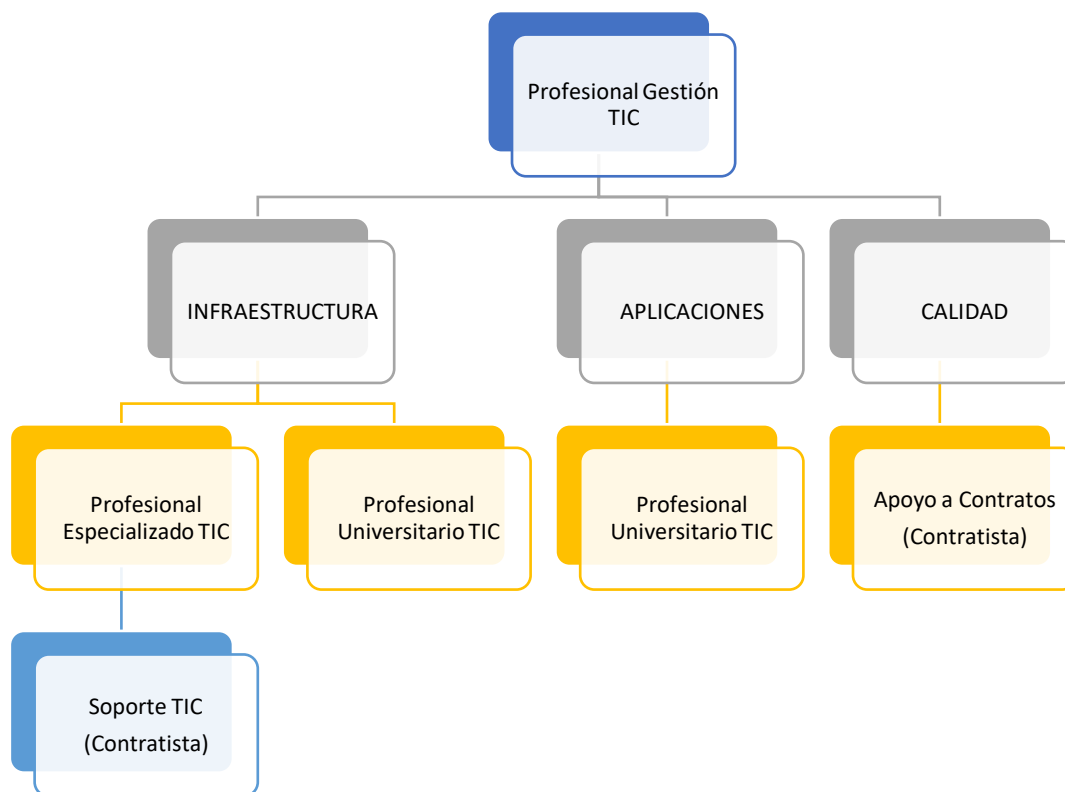 Profesional Gestión
TIC
INFRAESTRUCTURA
APLICACIONES
CALIDAD
Profesional
Especializado TIC
Profesional
Universitario TIC
Profesional
Universitario TIC
Apoyo a Contratos
(Contratista)
Soporte TIC
(Contratista)